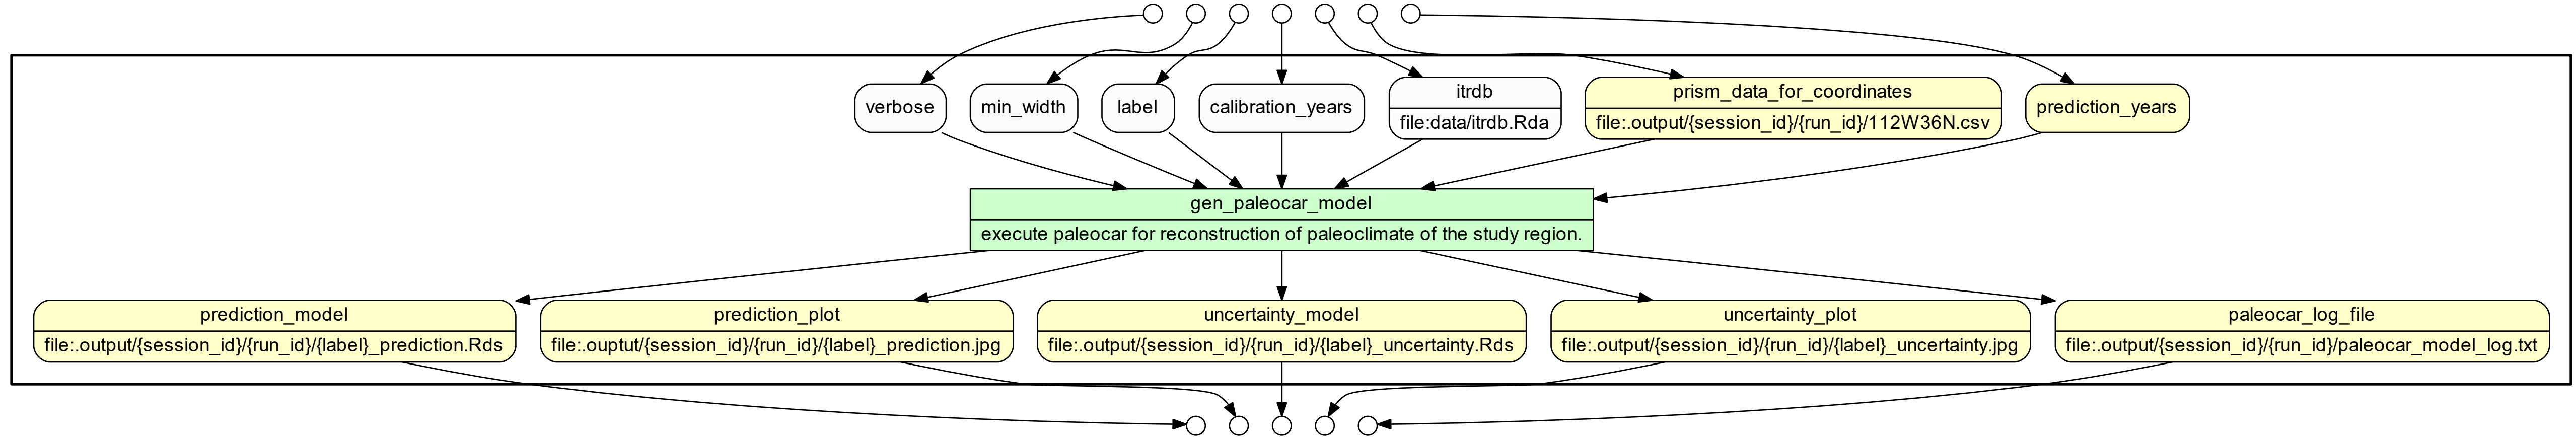 verbose
min_width
label
calibration_years
itrdb
file:data/itrdb.Rda
prism_data_for_coordinates
file:.output/{session_id}/{run_id}/112W36N.csv
prediction_years
gen_paleocar_model
execute paleocar for reconstruction of paleoclimate of the study region.
prediction_model
file:.output/{session_id}/{run_id}/{label}_prediction.Rds
prediction_plot
file:.ouptut/{session_id}/{run_id}/{label}_prediction.jpg
uncertainty_model
file:.output/{session_id}/{run_id}/{label}_uncertainty.Rds
uncertainty_plot
file:.output/{session_id}/{run_id}/{label}_uncertainty.jpg
paleocar_log_file
file:.output/{session_id}/{run_id}/paleocar_model_log.txt